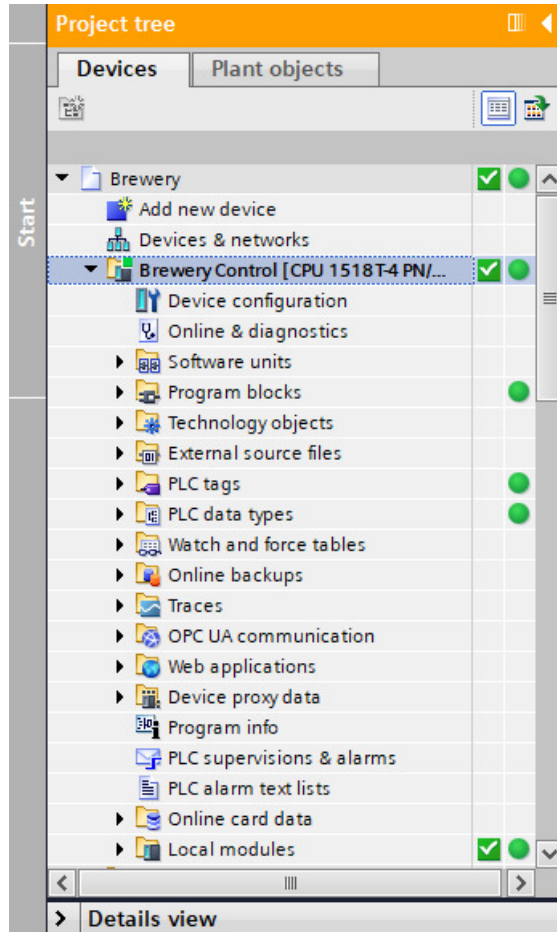 Project tree
Devices
Plant objects
Start
Brewery
Add new device
Devices & networks
Brewery Control [CPU 1518T-4 PN/...
Device configuration
Online & diagnostics
Software units
Program blocks
Technology objects
External source files
PLC tags
PLC data types
Watch and force tables
Online backups
Traces
OPC UA communication
Web applications
Device proxy data
Program info
PLC supervisions & alarms
PLC alarm text lists
Online card data
Local modules
Details view